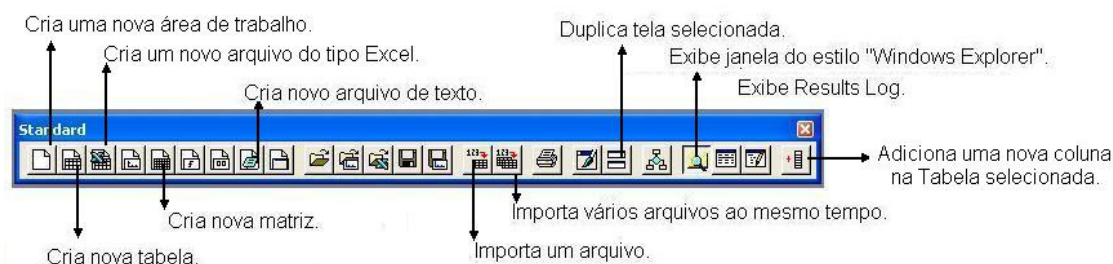 Cria uma nova área de trabalho.
Duplica tela selecionada.
Cria um novo arquivo do tipo Excel.
Exibe janela do estilo "Windows Explorer".
Exibe Results Log.
Cria novo arquivo de texto.
Standard
123
123
Adiciona uma nova coluna
na Tabela selecionada.
Cria nova matriz.
Importa vários arquivos ao mesmo tempo.
Cria nova tabela.
Importa um arquivo.